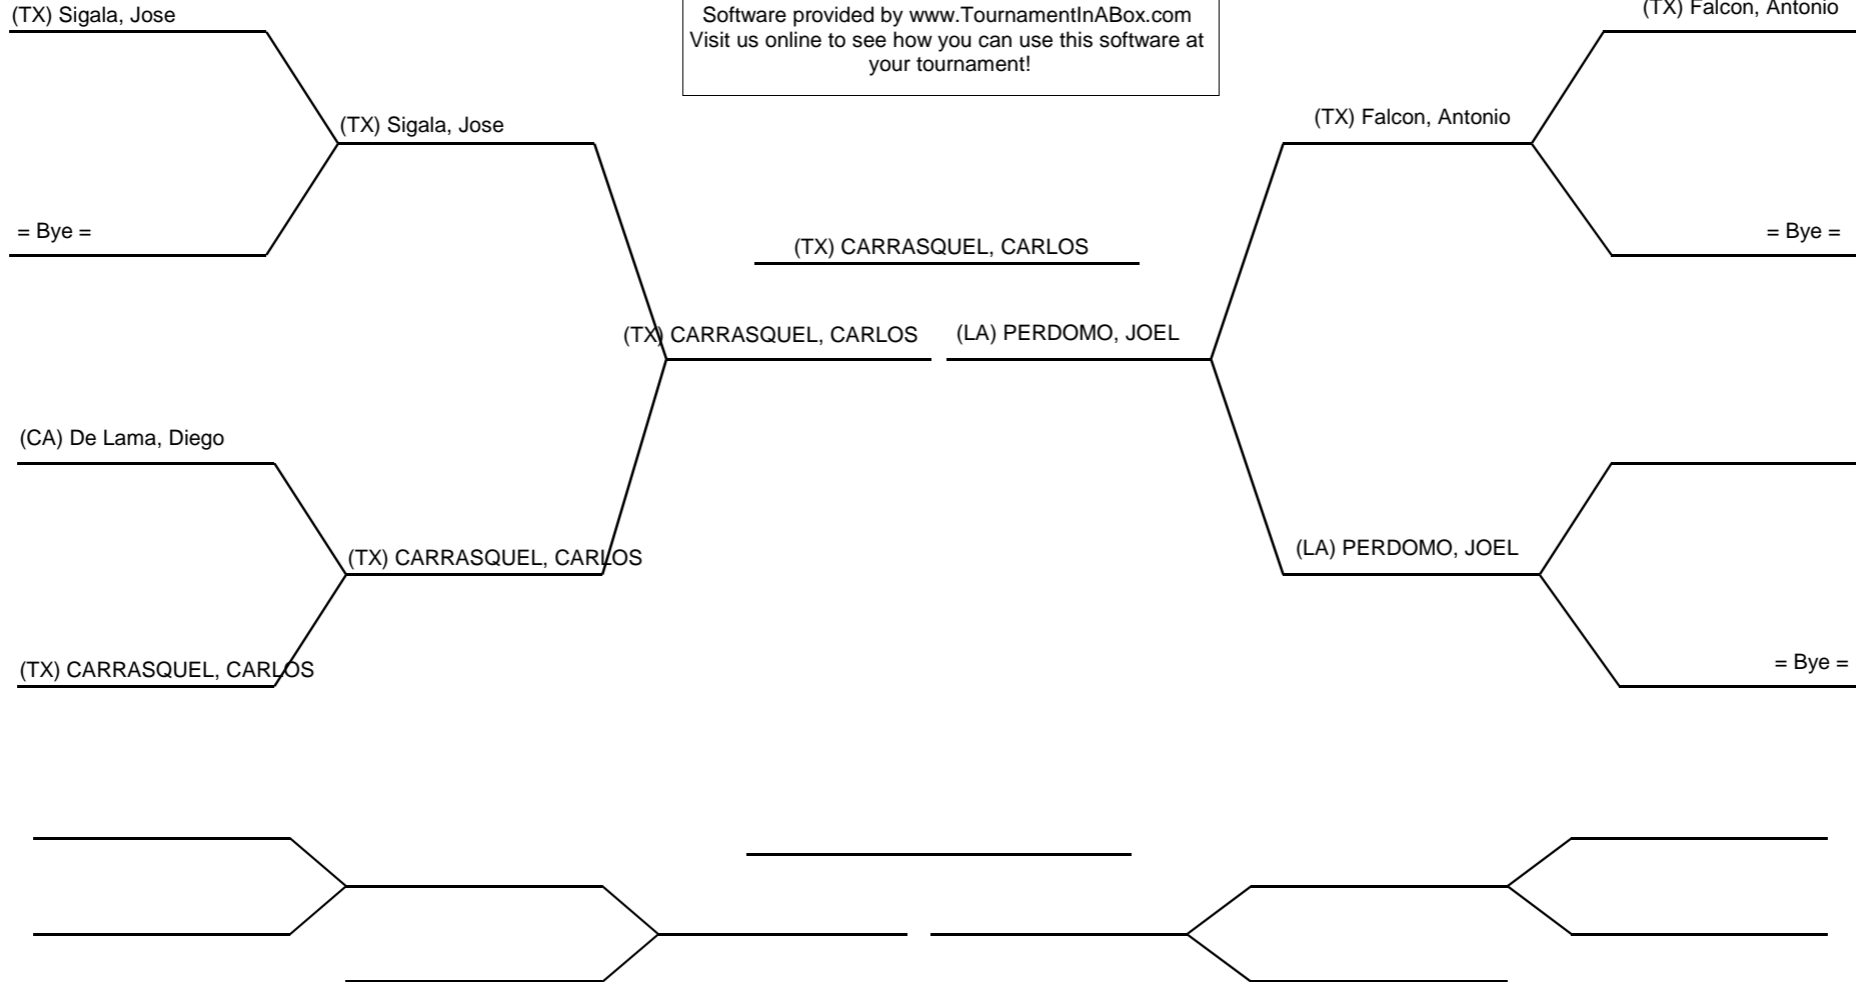 (TX) Sigala, Jose
Software provided by www.TournamentInABox.com
Visit us online to see how you can use this software at
your tournament!
(TX) Falcon, Antonio
(TX) Sigala, Jose
(TX) Falcon, Antonio
= Bye =
= Bye =
(TX) CARRASQUEL, CARLOS
(TX) CARRASQUEL, CARLOS
(LA) PERDOMO, JOEL
(CA) De Lama, Diego
(TX) CARRASQUEL, CARLOS
(LA) PERDOMO, JOEL
(TX) CARRASQUEL, CARLOS
= Bye =